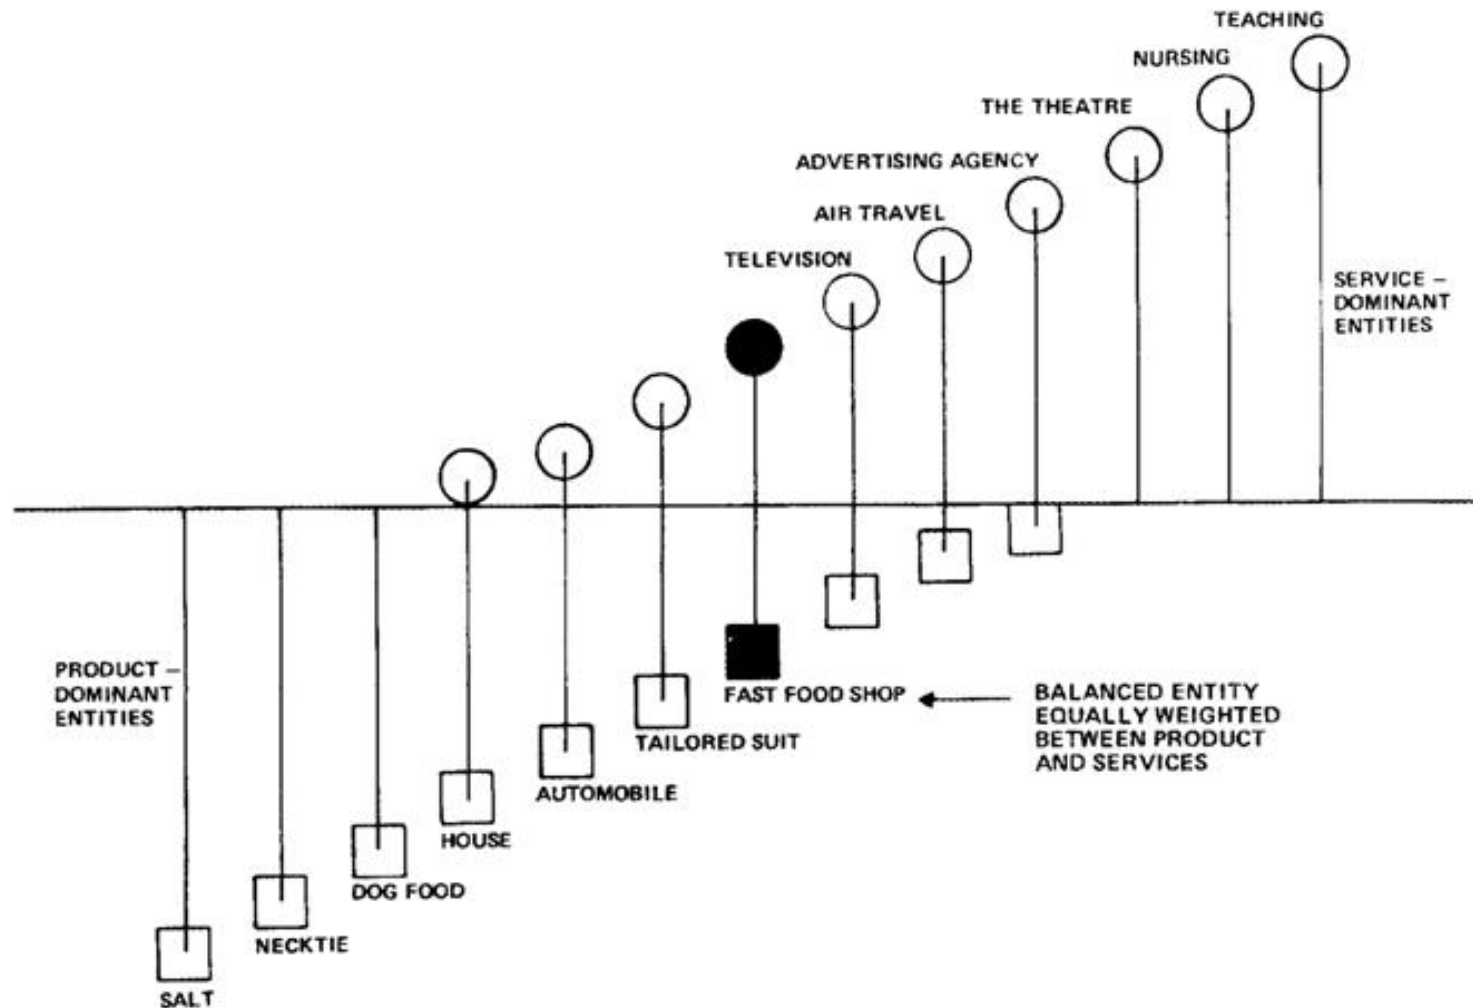 TEACHING
NURSING
THE THEATRE
ADVERTISING AGENCY
AIR TRAVEL
TELEVISION
SERVICE –
DOMINANT
ENTITIES
PRODUCT –
DOMINANT
ENTITIES
FAST FOOD SHOP
BALANCED ENTITY
EQUALLY WEIGHTED
BETWEEN PRODUCT
AND SERVICES
TAILORED SUIT
AUTOMOBILE
HOUSE
DOG FOOD
NECKTIE
SALT